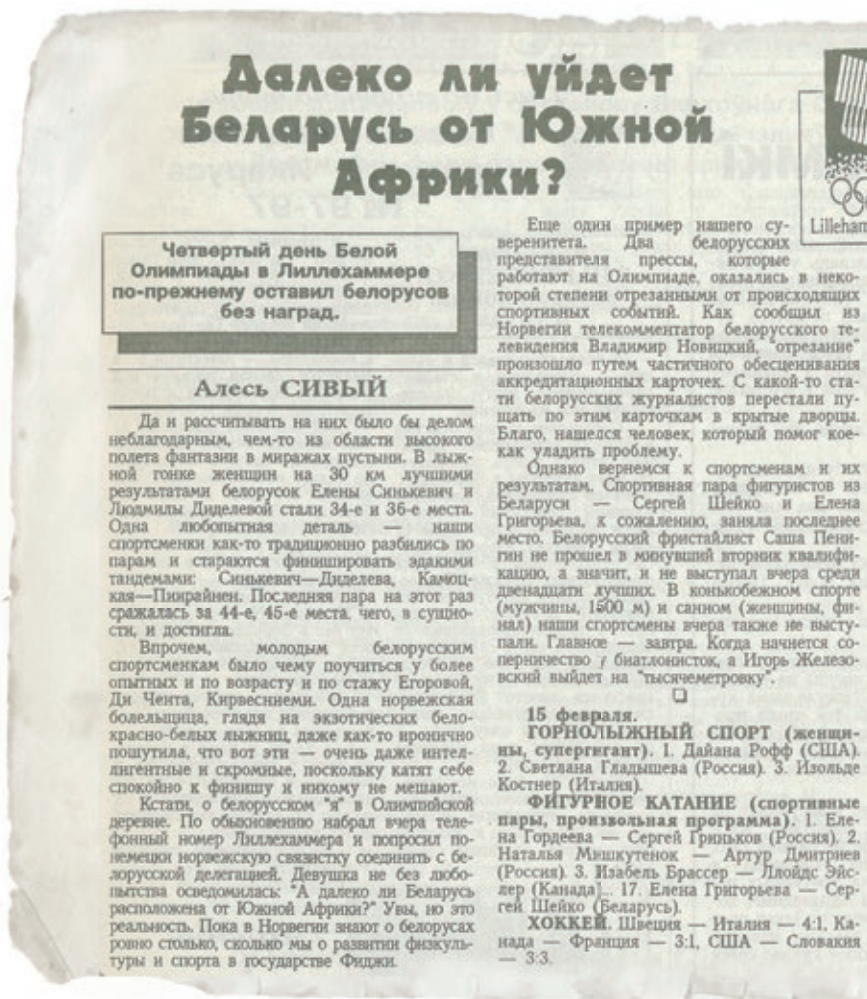 Далеко ли уйдет
Беларусь от Южной
Африки?
Четвертый день Белой
Олимпиады в Лиллехаммере
по-прежнему оставил белорусов
без наград.
Алесь СИВЫЙ
Да и рассчитывать на них было бы делом
неблагодарным, чем-то из области высокого
полета фантазии в миражах пустыни. В лыж-
ной гонке женщин на 30 км лучшими
результатами белорусок Елены Синькевич и
Людмилы Диделевой стали 34-е и 36-е места.
Одна любопытная деталь — наши
спортсменки как-то традиционно разбились по
парам и стараются финишировать эдакими
тандемами: Синькевич—Диделева, Камоц-
кая—Пиирайнен. Последняя пара на этот раз
сражалась за 44-е, 45-е места, чего, в сущно-
сти, и достигла.
Впрочем, молодым белорусским
спортсменкам было чему поучиться у более
опытных и по возрасту и по стажу Егоровой,
Ди Чента, Кирвесниеми. Одна норвежская
болельщица, глядя на экзотических бело-
красно-белых лыжниц, даже как-то иронично
пошутила, что вот эти — очень даже интел-
лигентные и скромные, поскольку катят себе
спокойно к финишу и никому не мешают.
Кстати, о белорусском "я" в Олимпийской
деревне. По обыкновению набрал вчера теле-
фонный номер Лиллехаммера и попросил по-
немецки норвежскую связистку соединить с бе-
лорусской делегацией. Девушка не без любо-
пытства осведомилась: "А далеко ли Беларусь
расположена от Южной Африки?" Увы, но это
реальность. Пока в Норвегии знают о белорусах
ровно столько, сколько мы о развитии физкуль-
туры и спорта в государстве Фиджи.
Еще один пример нашего су-
веренитета. Два белорусских
представителя прессы, которые
работают на Олимпиаде, оказались в неко-
торой степени отрезанными от происходящих
спортивных событий. Как сообщил из
Норвегии телекомментатор белорусского те-
левидения Владимир Новицкий, "отрезание"
произошло путем частичного обесценивания
аккредитационных карточек. С какой-то ста-
ти белорусских журналистов перестали пу-
щать по этим карточкам в крытые дворцы.
Благо, нашелся человек, который помог кое-
как уладить проблему.
Однако вернемся к спортсменам и их
результатам. Спортивная пара фигуристов из
Беларуси — Сергей Шейко и Елена
Григорьева, к сожалению, заняла последнее
место. Белорусский фристайлист Саша Пени-
гин не прошел в минувший вторник квалифи-
кацию, а значит, и не выступал вчера среди
двенадцати лучших. В конькобежном спорте
(мужчины, 1500 м) и санном (женщины, фи-
нал) наши спортсмены вчера также не высту-
пали. Главное — завтра. Когда начнется со-
перничество у биатлонисток, а Игорь Железо-
вский выйдет на "тысячеметровку".
15 февраля.
ГОРНОЛЫЖНЫЙ СПОРТ (женщи-
ны, супергигант). 1. Дайана Рофф (США).
2. Светлана Гладышева (Россия). 3. Изольде
Костнер (Италия).
ФИГУРНОЕ КАТАНИЕ (спортивные
пары, произвольная программа). 1. Еле-
на Гордеева — Сергей Гриньков (Россия). 2.
Наталья Мишкутенок — Артур Дмитриев
(Россия). 3. Изабель Брассер — Ллойдс Эйс-
лер (Канада)... 17. Елена Григорьева — Сер-
гей Шейко (Беларусь).
ХОККЕЙ. Швеция — Италия — 4:1, Ка-
нада — Франция — 3:1, США — Словакия
— 3:3.
Lilleham